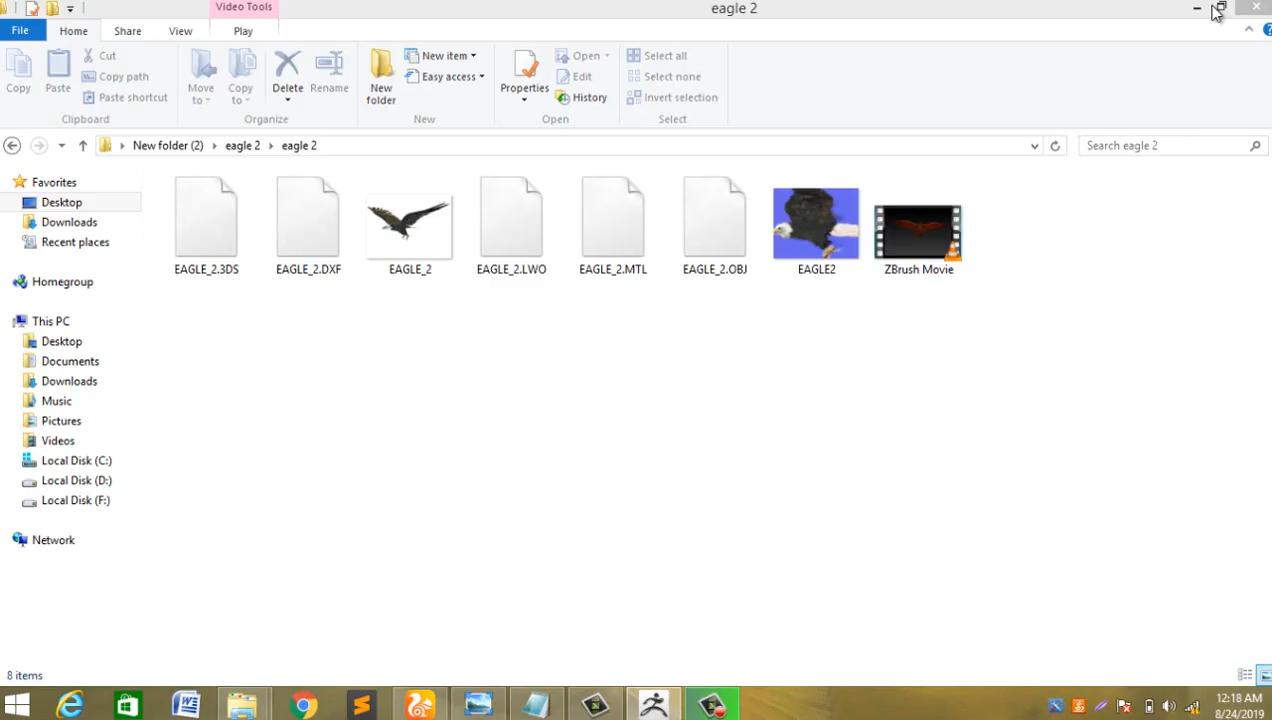 Video Tools
eagle 2
File Home Share View Play
Copy
Paste
Cut
Copy path
Paste shortcut
Clipboard
Move to
Copy to
Delete
Rename
Organize
New folder
New item
Easy access
New
Properties
Open
Edit
History
Open
Select all
Select none
Invert selection
Select
New folder (2) eagle 2 eagle 2
Search eagle 2
Favorites
Desktop
Downloads
Recent places
Homegroup
This PC
Desktop
Documents
Downloads
Music
Pictures
Videos
Local Disk (C:)
Local Disk (D:)
Local Disk (F:)
Network
EAGLE_2.3DS
EAGLE_2.DXF
EAGLE_2
EAGLE_2.LWO
EAGLE_2.MTL
EAGLE_2.OBJ
EAGLE2
ZBrush Movie
8 items
12:18 AM
8/24/2019